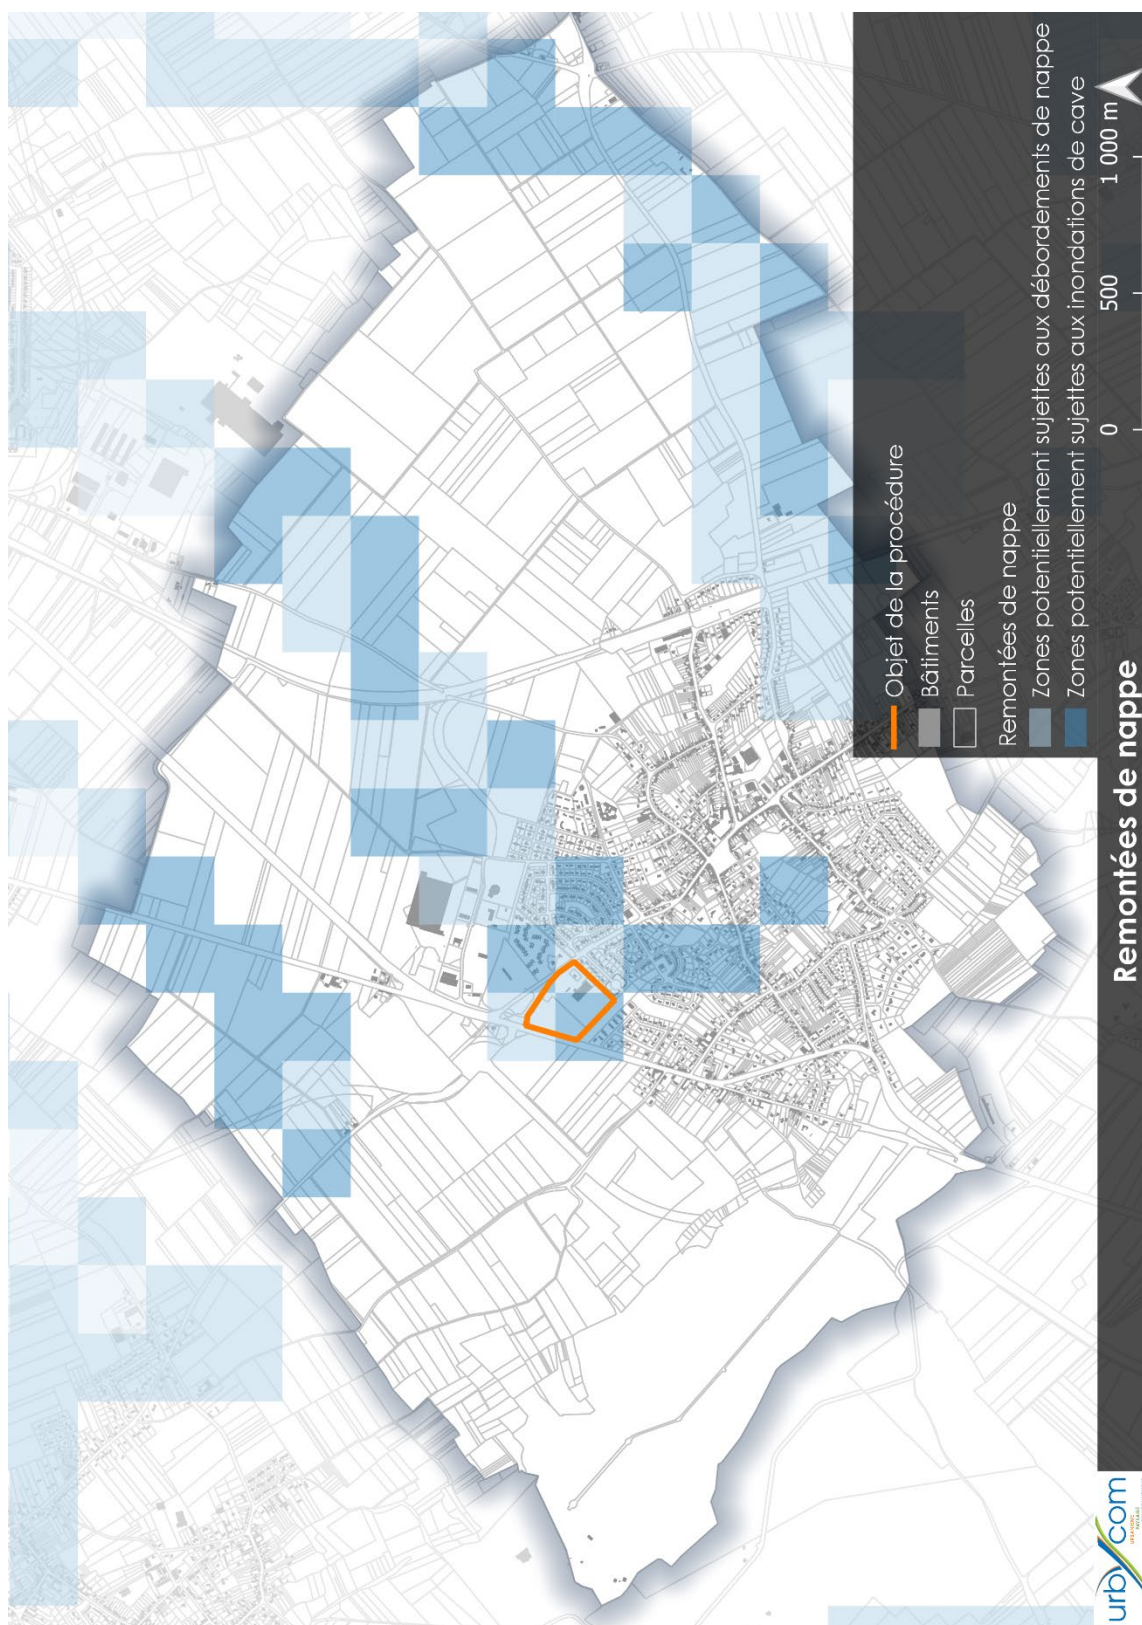 Objet de la procédure
Bâtiments
Parcelles
Remontées de nappe
Zones potentiellement sujettes aux débordements de nappe
Zones potentiellement sujettes aux inondations de cave
0 500 1 000 m
Remontées de nappe
urbycom